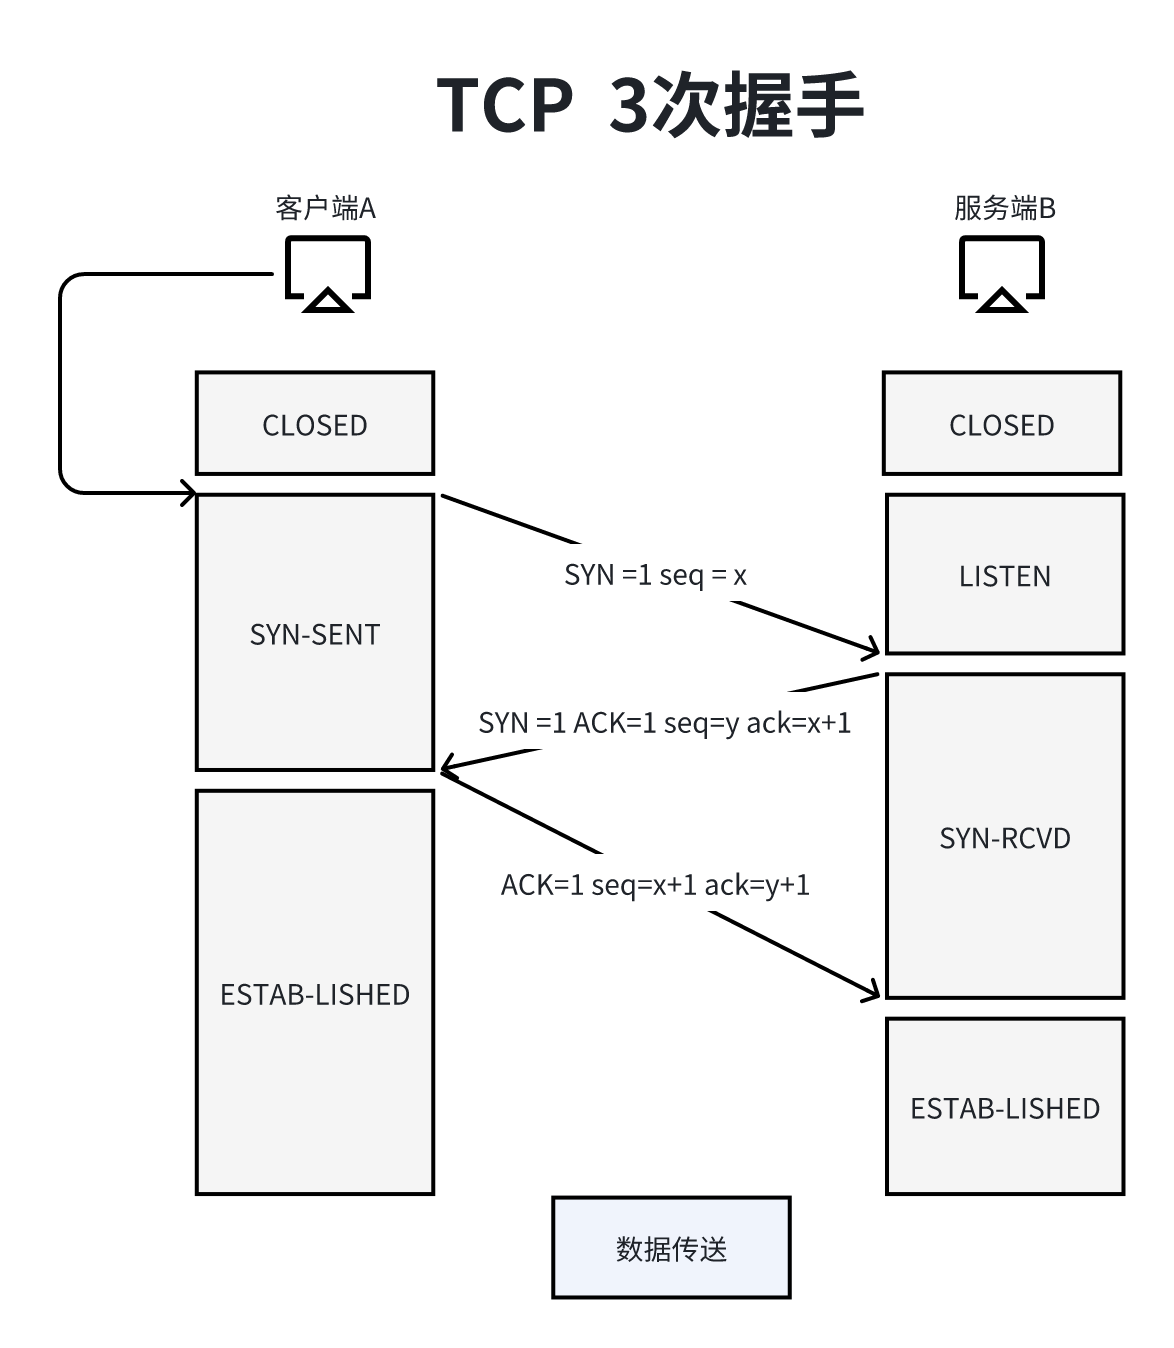 TCP 3次握手
客户端A
服务端B
CLOSED
CLOSED
SYN =1 seq = x
LISTEN
SYN-SENT
SYN =1 ACK=1 seq=y ack=x+1
SYN-RCVD
ACK=1 seq=x+1 ack=y+1
ESTAB-LISHED
ESTAB-LISHED
数据传送